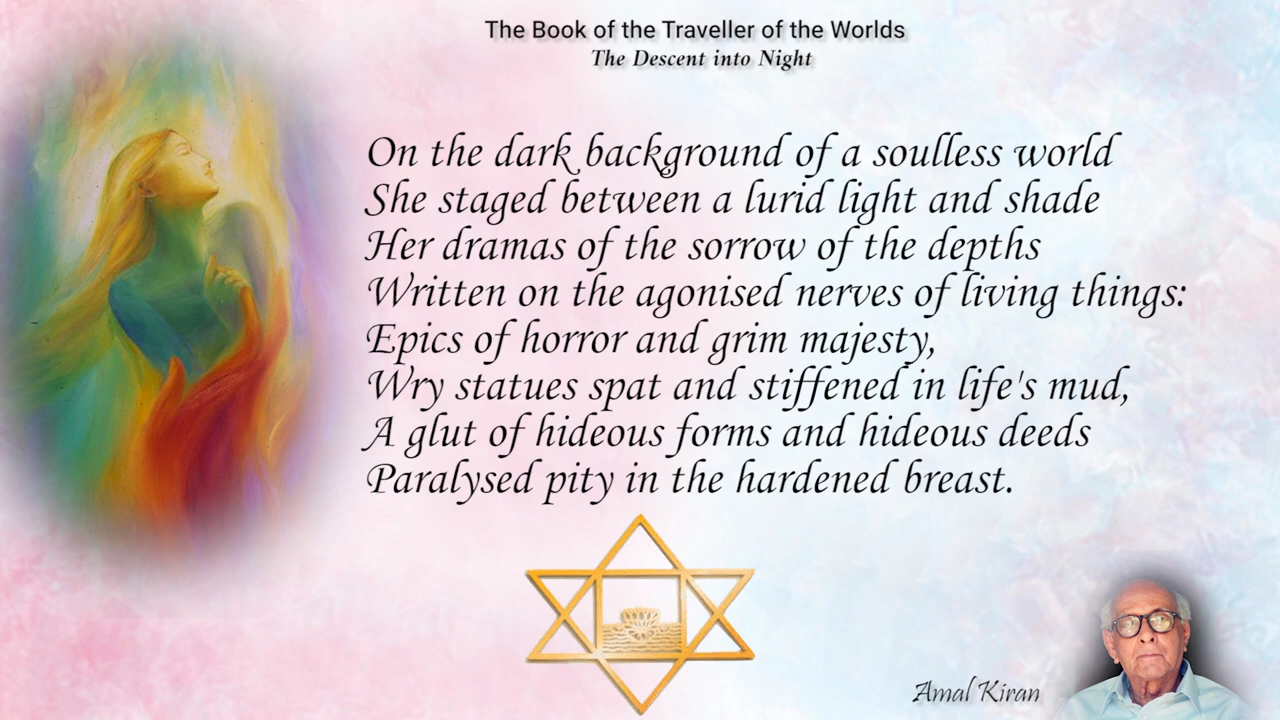 The Book of the Traveller of the Worlds
The Descent into Night
On the dark background of a soulless world
She staged between a lurid light and shade
Her dramas of the sorrow of the depths
Written on the agonised nerves of living things:
Epics of horror and grim majesty,
Wry statues spat and stiffened in life's mud,
A glut of hideous forms and hideous deeds
Paralysed pity in the hardened breast.
Amal Kiran